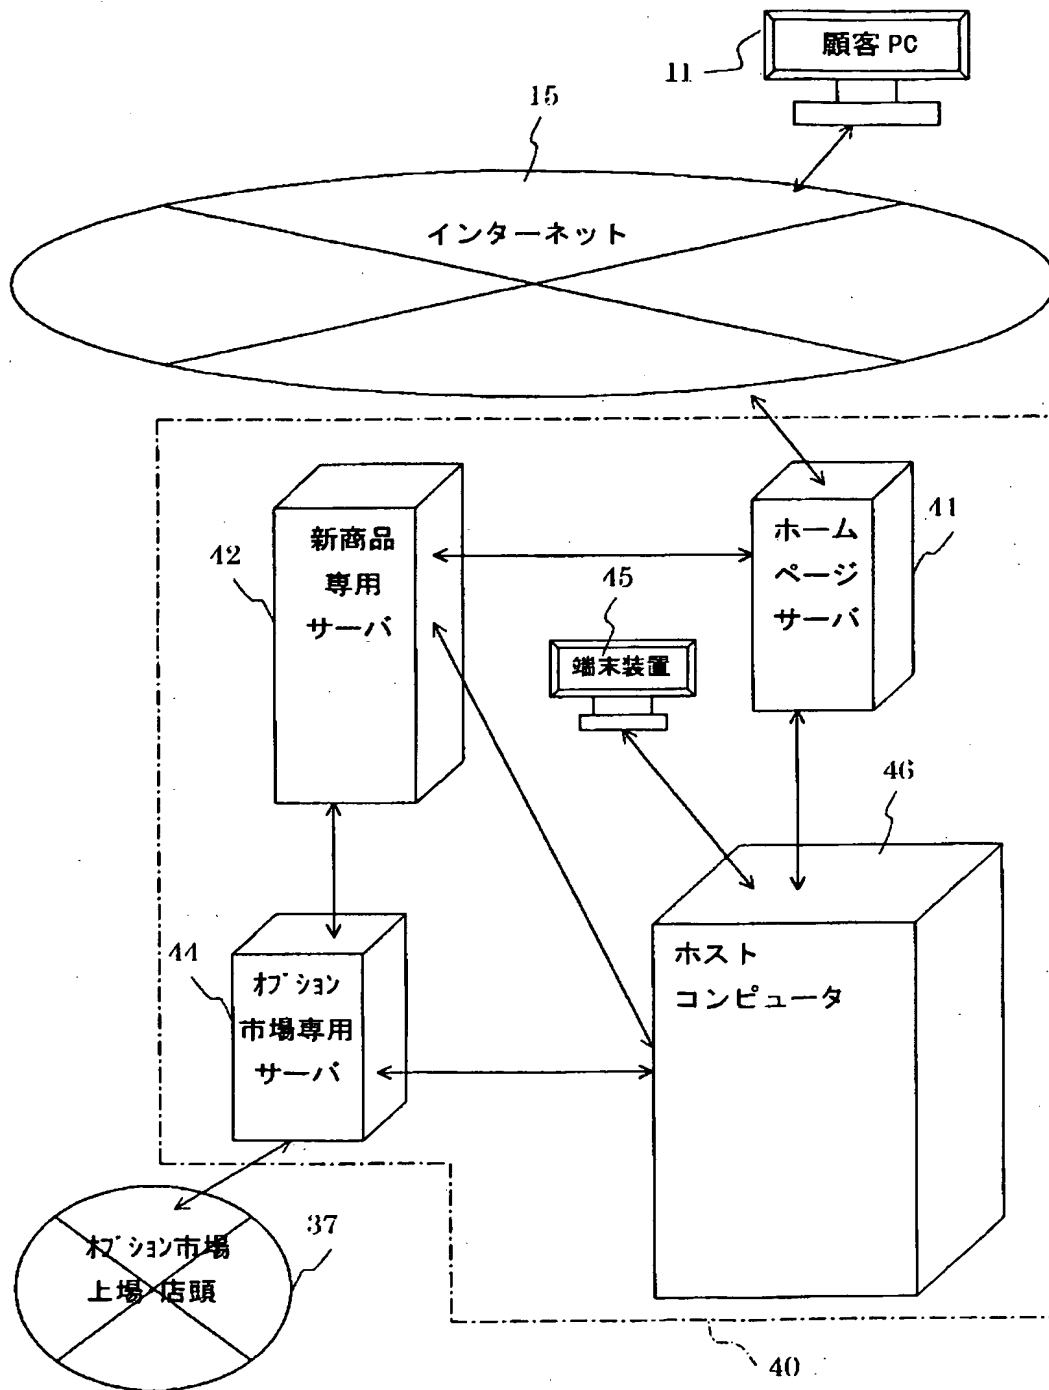 顧客 PC
11
15
インターネット
新商品
専用
サーバ
42
ホーム
ページ
サーバ
41
45
端末装置
46
ホスト
コンピュータ
44
オプション
市場専用
サーバ
37
オプション市場
上場 店頭
40